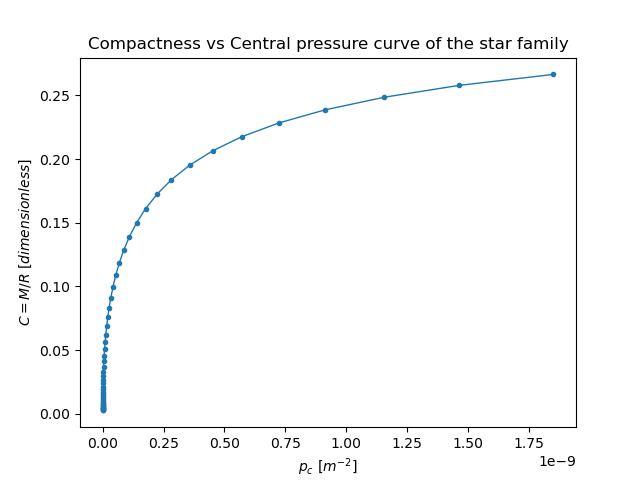 Compactness vs Central pressure curve of the star family
0.25
0.20
0.15
0.10
0.05
0.00
C = M/R [dimensionless]
0.00 0.25 0.50 0.75 1.00 1.25 1.50 1.75
1e−9
p_c [m^{-2}]